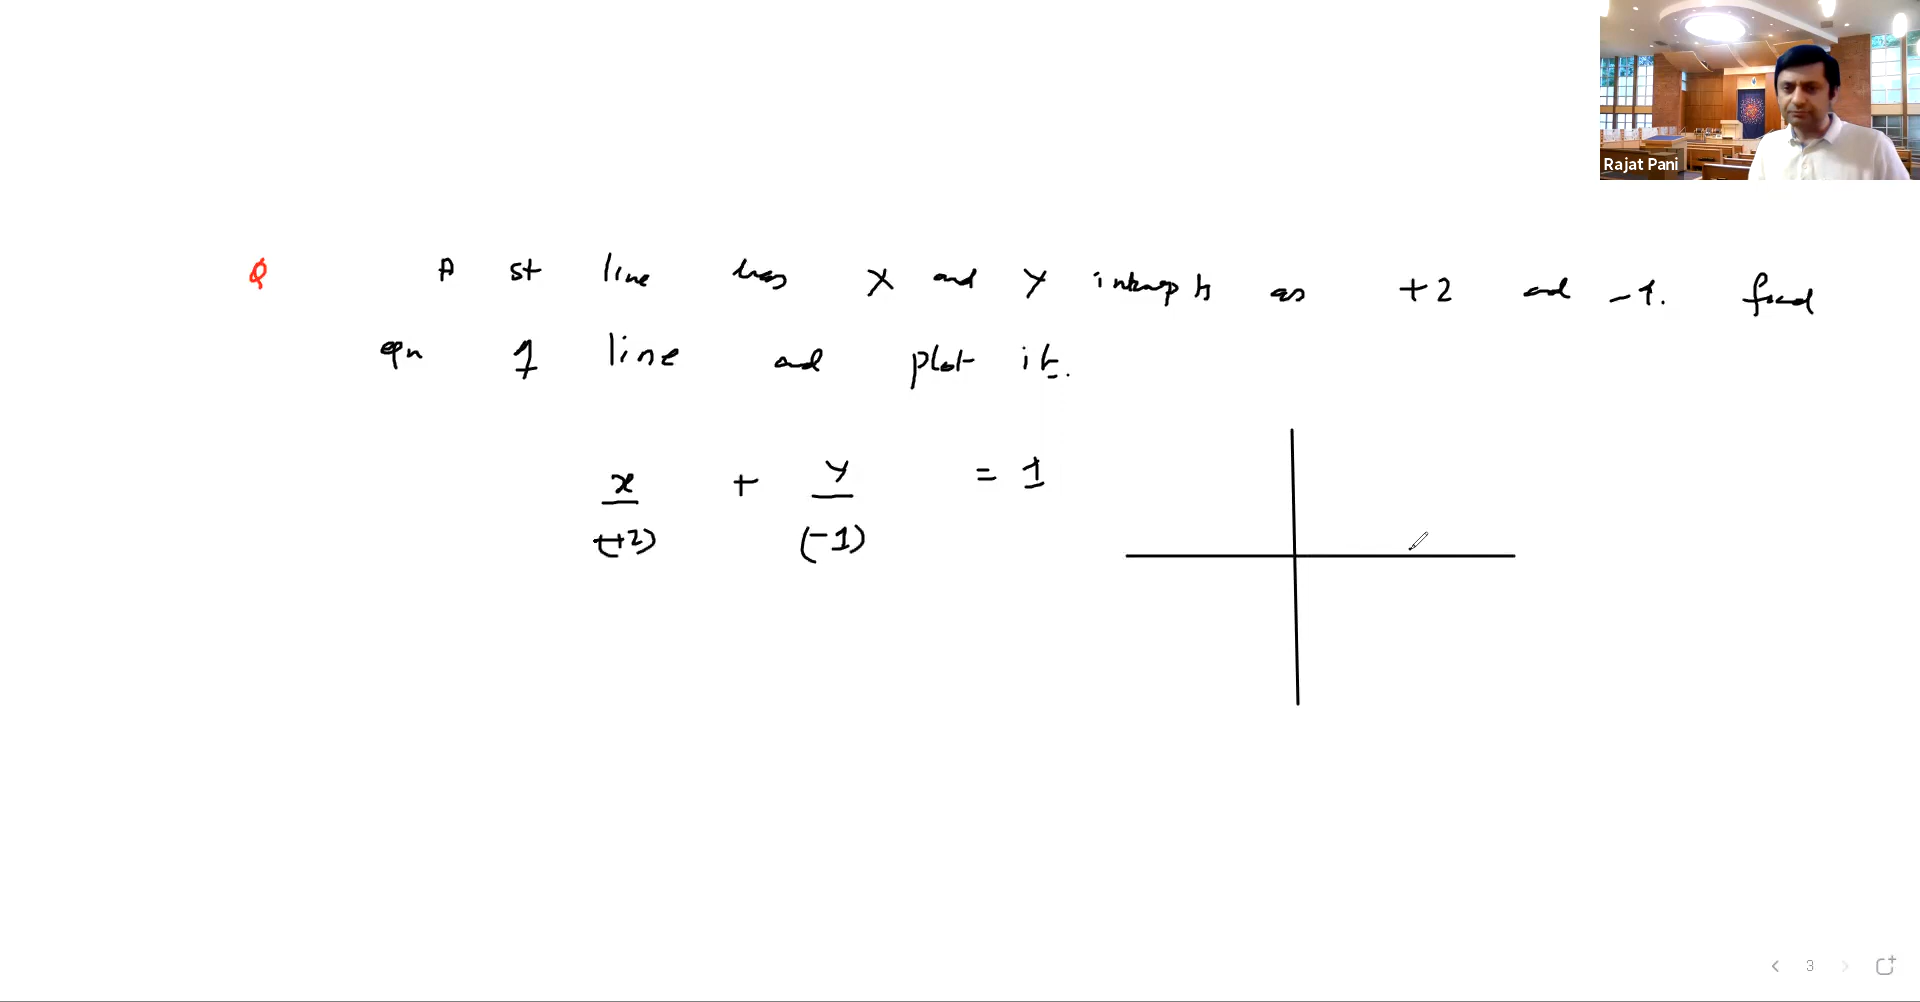 Rajat Pani
Q A st line has X and Y intercepts as +2 and -1. find
eqn of line and plot it.
x/(+2) + y/(-1) = 1
3